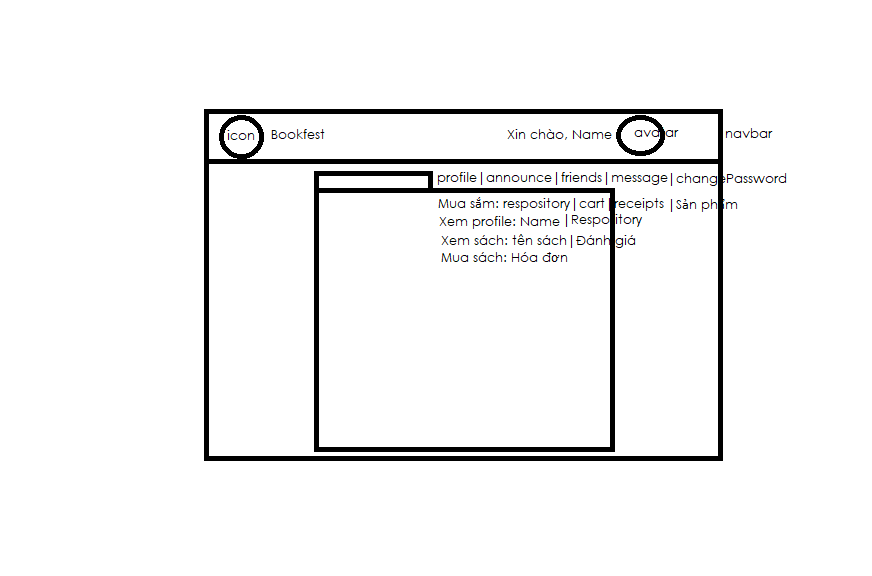 icon Bookfest Xin chào, Name avatar navbar
profile|announce|friends|message|changePassword
Mua sắm: respository|cart|receipts |Sản phẩm
Xem profile: Name |Respository
Xem sách: tên sách|Đánh giá
Mua sách: Hóa đơn